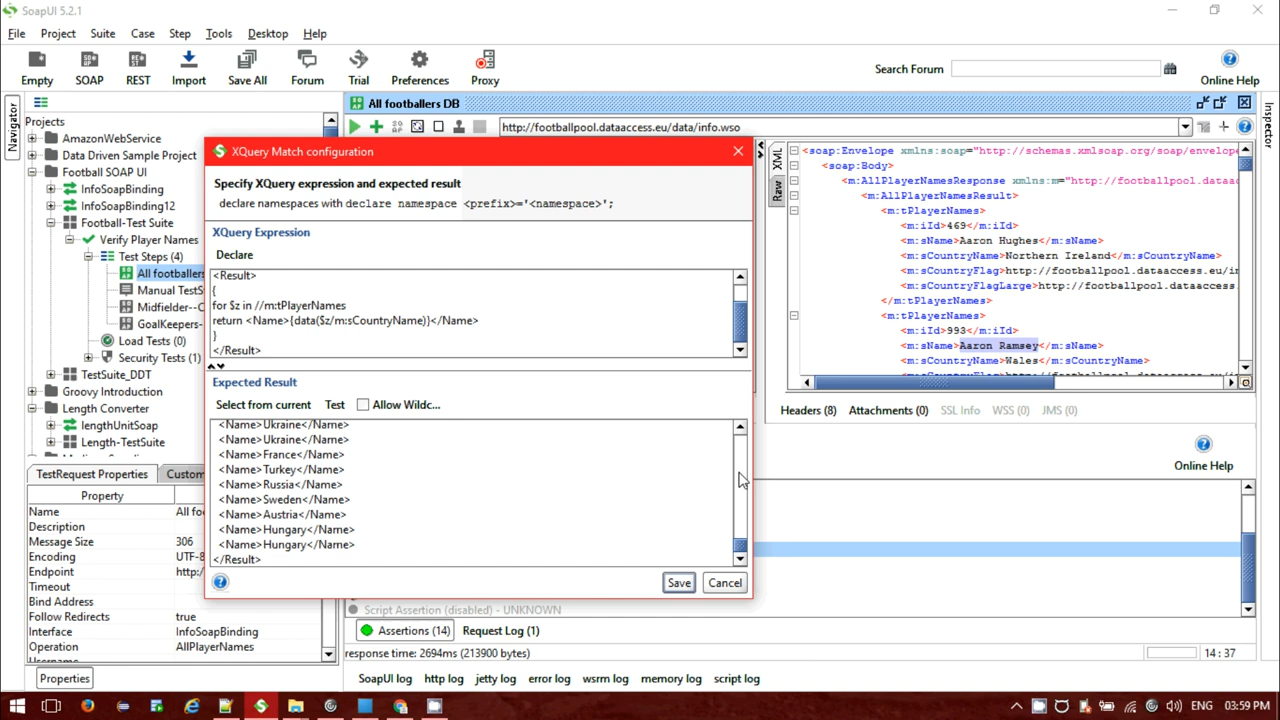 SoapUI 5.2.1
File Project Suite Case Step Tools Desktop Help
Empty SOAP REST Import Save All Forum Trial Preferences Proxy
Search Forum
Online Help
Navigator
Projects
AmazonWebService
Data Driven Sample Project
Football SOAP UI
InfoSoapBinding
InfoSoapBinding12
Football-Test Suite
Verify Player Names
Test Steps (4)
All footballers
Manual TestS
Midfielder--C
GoalKeepers-
Load Tests (0)
Security Tests (1)
TestSuite_DDT
Groovy Introduction
Length Converter
lengthUnitSoap
Length-TestSuite
TestRequest Properties Custom
Property
Name All fo
Description
Message Size 306
Encoding UTF-8
Endpoint http:/
Timeout
Bind Address
Follow Redirects true
Interface InfoSoapBinding
Operation AllPlayerNames
Properties
All footballers DB
http://footballpool.dataaccess.eu/data/info.wso
XQuery Match configuration
Specify XQuery expression and expected result
declare namespaces with declare namespace <prefix>='<namespace>';
XQuery Expression
Declare
<Result>
{
for $z in //m:tPlayerNames
return <Name>{data($z/m:sCountryName)}</Name>
}
</Result>
Expected Result
Select from current Test Allow Wildc...
<Name>Ukraine</Name>
<Name>Ukraine</Name>
<Name>France</Name>
<Name>Turkey</Name>
<Name>Russia</Name>
<Name>Sweden</Name>
<Name>Austria</Name>
<Name>Hungary</Name>
<Name>Hungary</Name>
</Result>
Save Cancel
XML
Raw
<soap:Envelope xmlns:soap="http://schemas.xmlsoap.org/soap/envelope
<soap:Body>
<m:AllPlayerNamesResponse xmlns:m="http://footballpool.dataacce
<m:AllPlayerNamesResult>
<m:tPlayerNames>
<m:iId>469</m:iId>
<m:sName>Aaron Hughes</m:sName>
<m:sCountryName>Northern Ireland</m:sCountryName>
<m:sCountryFlag>http://footballpool.dataaccess.eu/i
<m:sCountryFlagLarge>http://footballpool.dataaccess.
</m:tPlayerNames>
<m:tPlayerNames>
<m:iId>993</m:iId>
<m:sName>Aaron Ramsey</m:sName>
<m:sCountryName>Wales</m:sCountryName>
Headers (8) Attachments (0) SSL Info WSS (0) JMS (0)
Inspector
Online Help
Script Assertion (disabled) - UNKNOWN
Assertions (14) Request Log (1)
response time: 2694ms (213900 bytes)
14 : 37
SoapUI log http log jetty log error log wsrm log memory log script log
ENG 03:59 PM